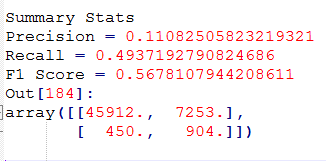 Summary Stats
Precision = 0.11082505823219321
Recall = 0.4937192790824686
F1 Score = 0.5678107944208611
Out[184]:
array([[45912.,  7253.],
       [  450.,   904.]])